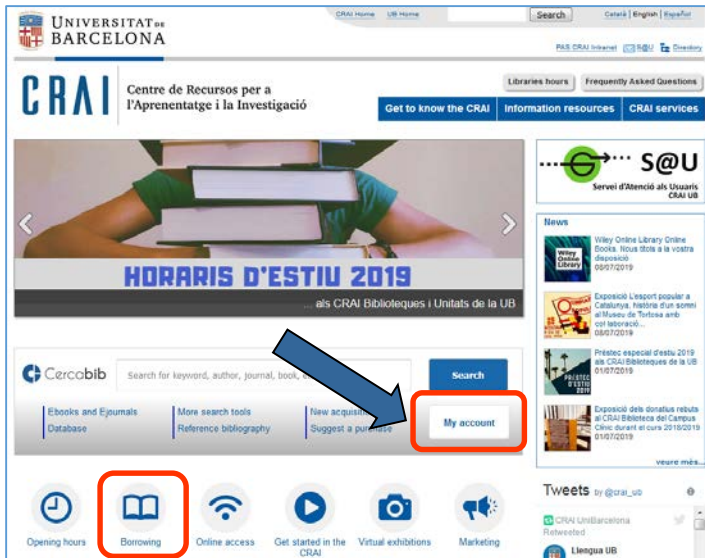 UNIVERSITAT DE
BARCELONA
CRAI Home UB Home
Search
Català | English | Español
PAS CRAI Intranet S@U Directory
CRAI
Centre de Recursos per a
l'Aprenentatge i la Investigació
Libraries hours Frequently Asked Questions
Get to know the CRAI Information resources CRAI services
HORARIS D'ESTIU 2019
... als CRAI Biblioteques i Unitats de la UB
S@U
Servei d'Atenció als Usuaris
CRAI UB
News
Wiley
Online
Library
Wiley Online Library Online
Books. Nous títols a la vostra
disposició
08/07/2019
Exposició L'esport popular a
Catalunya, història d'un somni
al Museu de Tortosa amb
col·laboració...
08/07/2019
PRÉSTEC
D'ESTIU
2019
Préstec especial d'estiu 2019
als CRAI Biblioteques de la UB
01/07/2019
Exposició dels donatius rebuts
al CRAI Biblioteca del Campus
Clínic durant el curs 2018/2019
01/07/2019
veure més...
Cercabib
Search for keyword, author, journal, book, e
Search
Ebooks and Ejournals
Database
More search tools
Reference bibliography
New acquisiti
Suggest a purchase
My account
Opening hours
Borrowing
Online access
Get started in the
CRAI
Virtual exhibitions
Marketing
Tweets by @crai_ub
CRAI UniBarcelona
Retweeted
Llengua UB